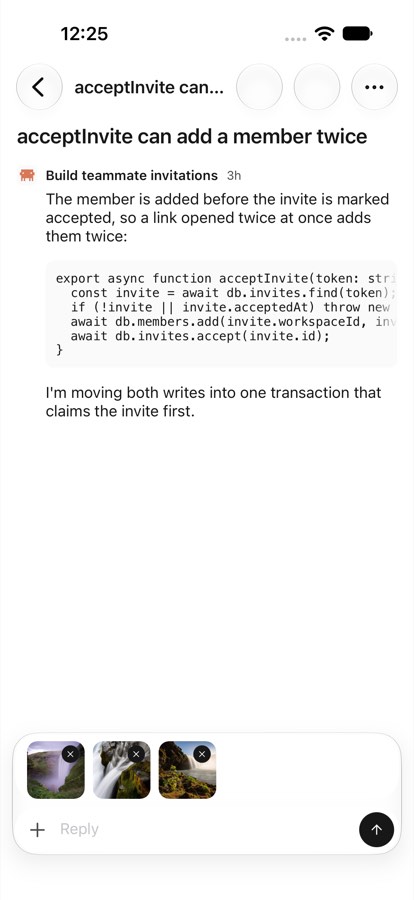 12:25
acceptInvite can...
acceptInvite can add a member twice
Build teammate invitations 3h
The member is added before the invite is marked
accepted, so a link opened twice at once adds
them twice:
export async function acceptInvite(token: stri
const invite = await db.invites.find(token);
if (!invite || invite.acceptedAt) throw new
await db.members.add(invite.workspaceId, inv
await db.invites.accept(invite.id);
}
I'm moving both writes into one transaction that
claims the invite first.
Reply